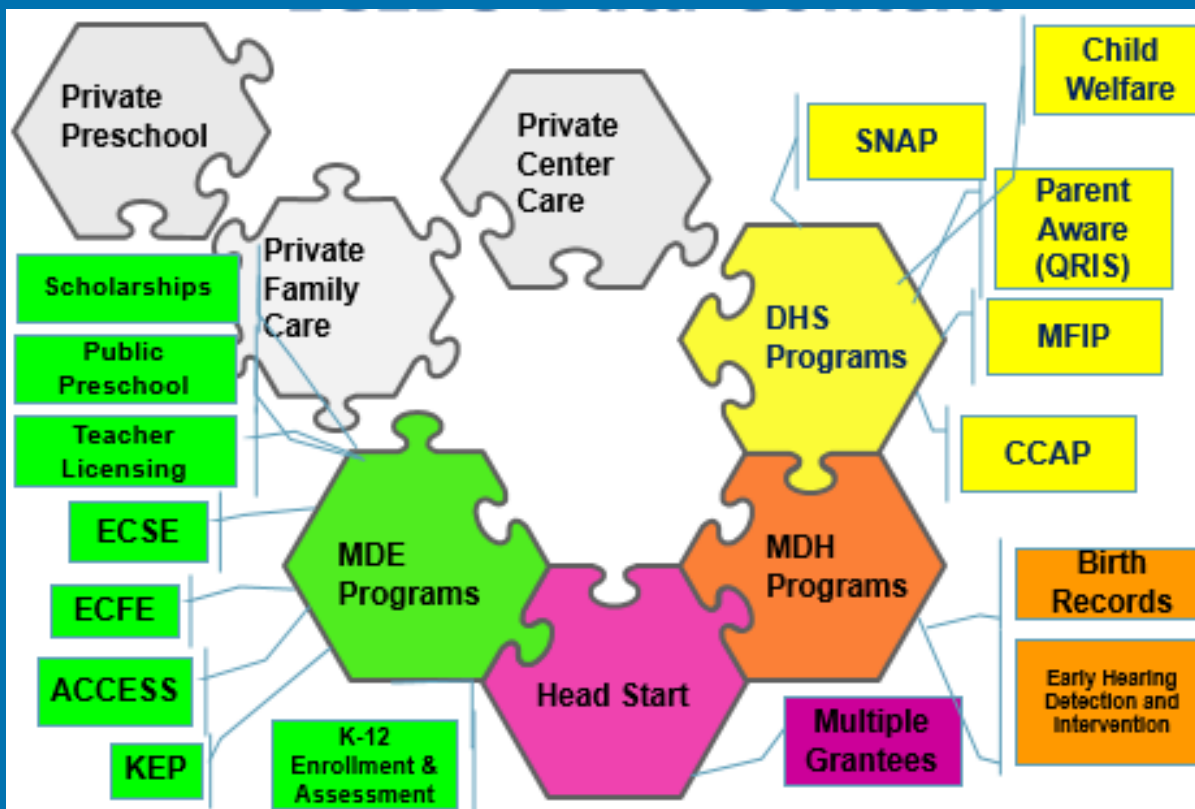 Private
Preschool
Private
Center
Care
Child
Welfare
SNAP
Parent
Aware
(QRIS)
Private
Family
Care
Scholarships
Public
Preschool
Teacher
Licensing
DHS
Programs
MFIP
CCAP
ECSE
ECFE
ACCESS
KEP
MDE
Programs
MDH
Programs
Birth
Records
Early Hearing
Detection and
Intervention
Head Start
Multiple
Grantees
K-12
Enrollment &
Assessment